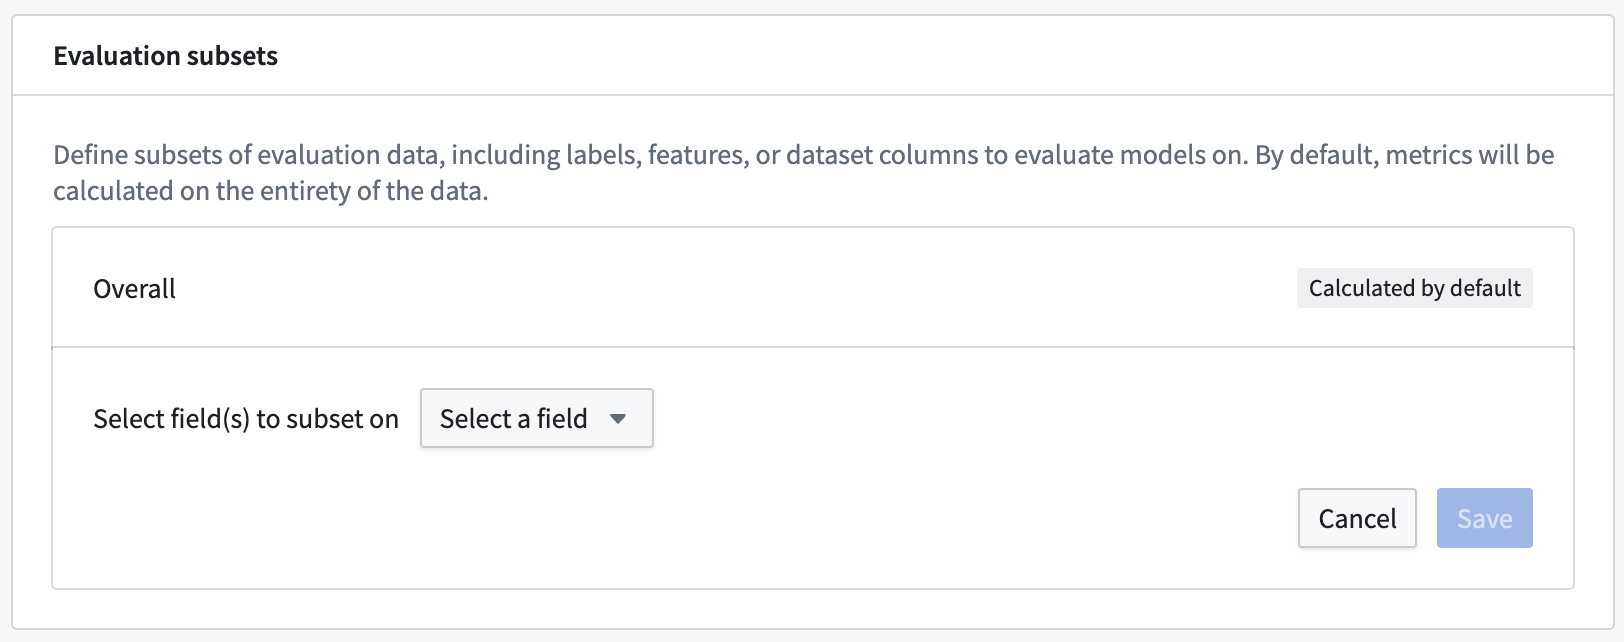 Evaluation subsets
Define subsets of evaluation data, including labels, features, or dataset columns to evaluate models on. By default, metrics will be
calculated on the entirety of the data.
Overall
Calculated by default
Select field(s) to subset on
Select a field
Cancel
Save